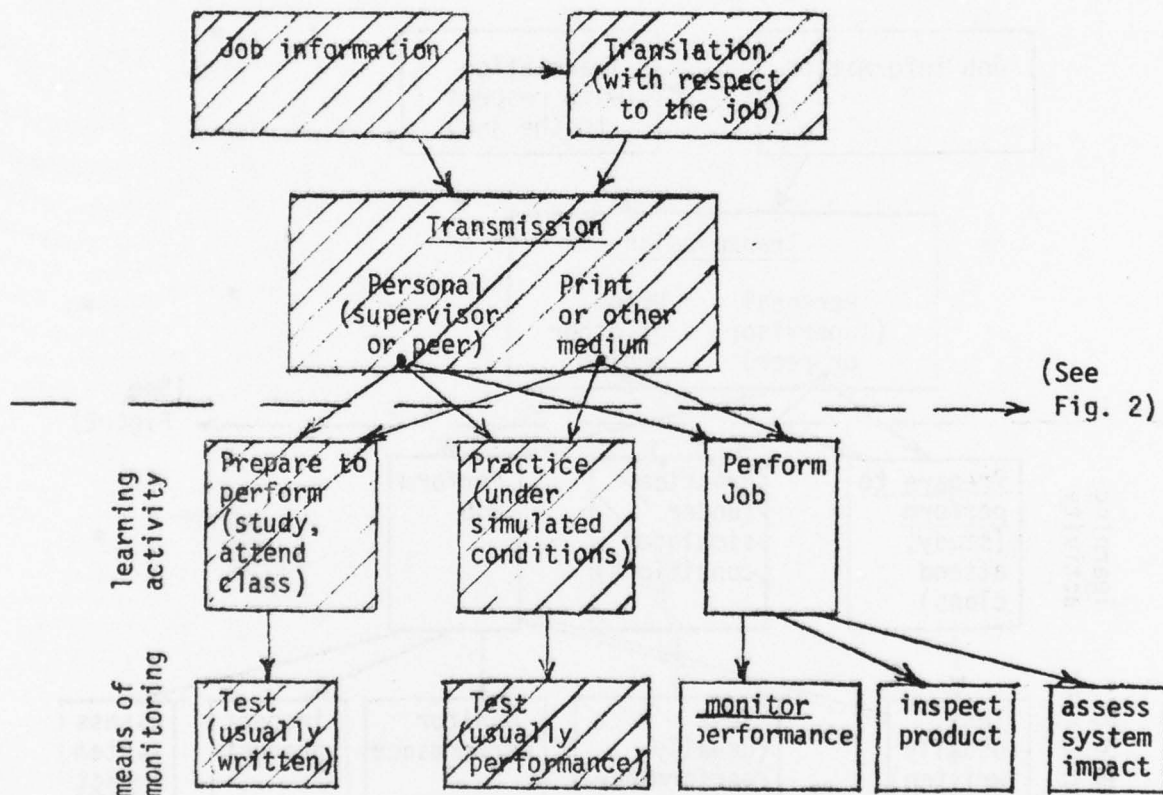 Job information
Translation
(with respect
to the job)
Transmission
Personal
(supervisor
or peer)
Print
or other
medium
(See
Fig. 2)
learning
activity
Prepare to
perform
(study,
attend
class)
Practice
(under
simulated
conditions)
Perform
Job
means of
monitoring
Test
(usually
written)
Test
(usually
performance)
monitor
performance
inspect
product
assess
system
impact